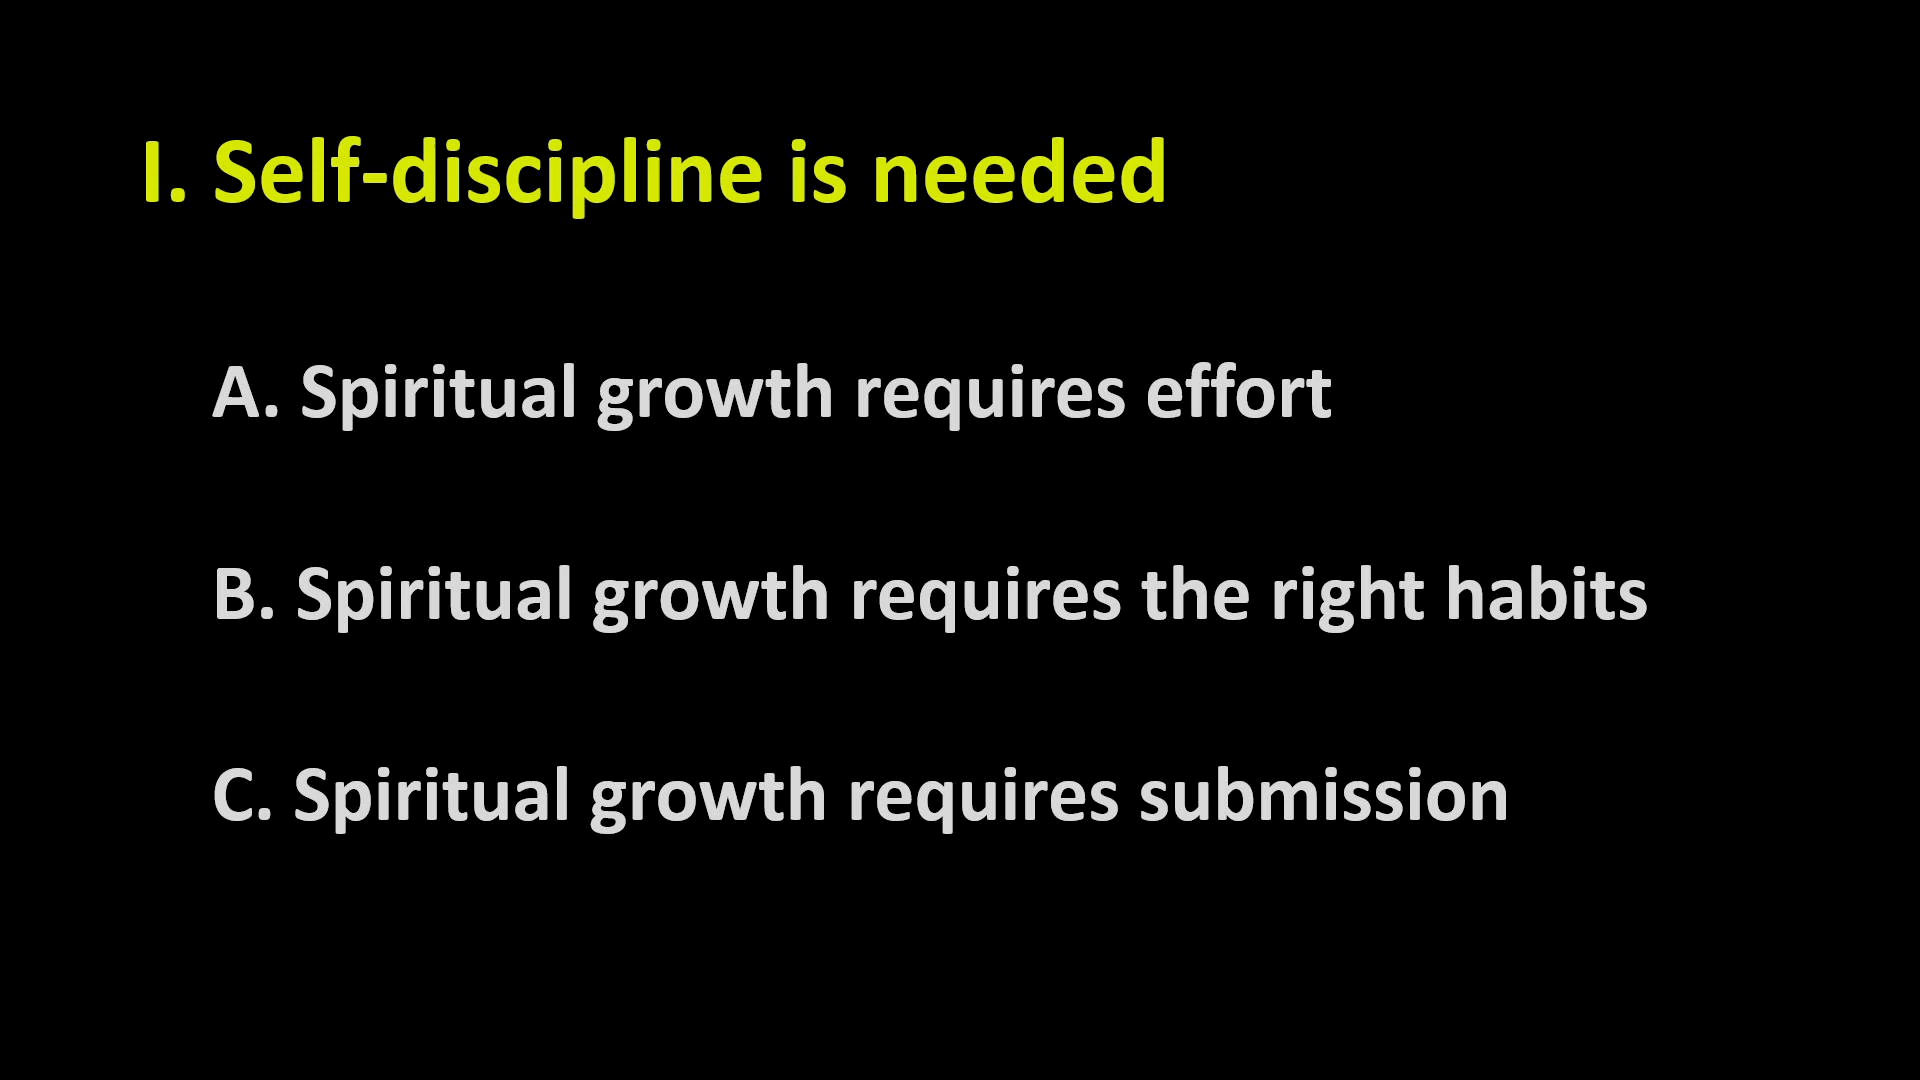 I. Self-discipline is needed
A. Spiritual growth requires effort
B. Spiritual growth requires the right habits
C. Spiritual growth requires submission